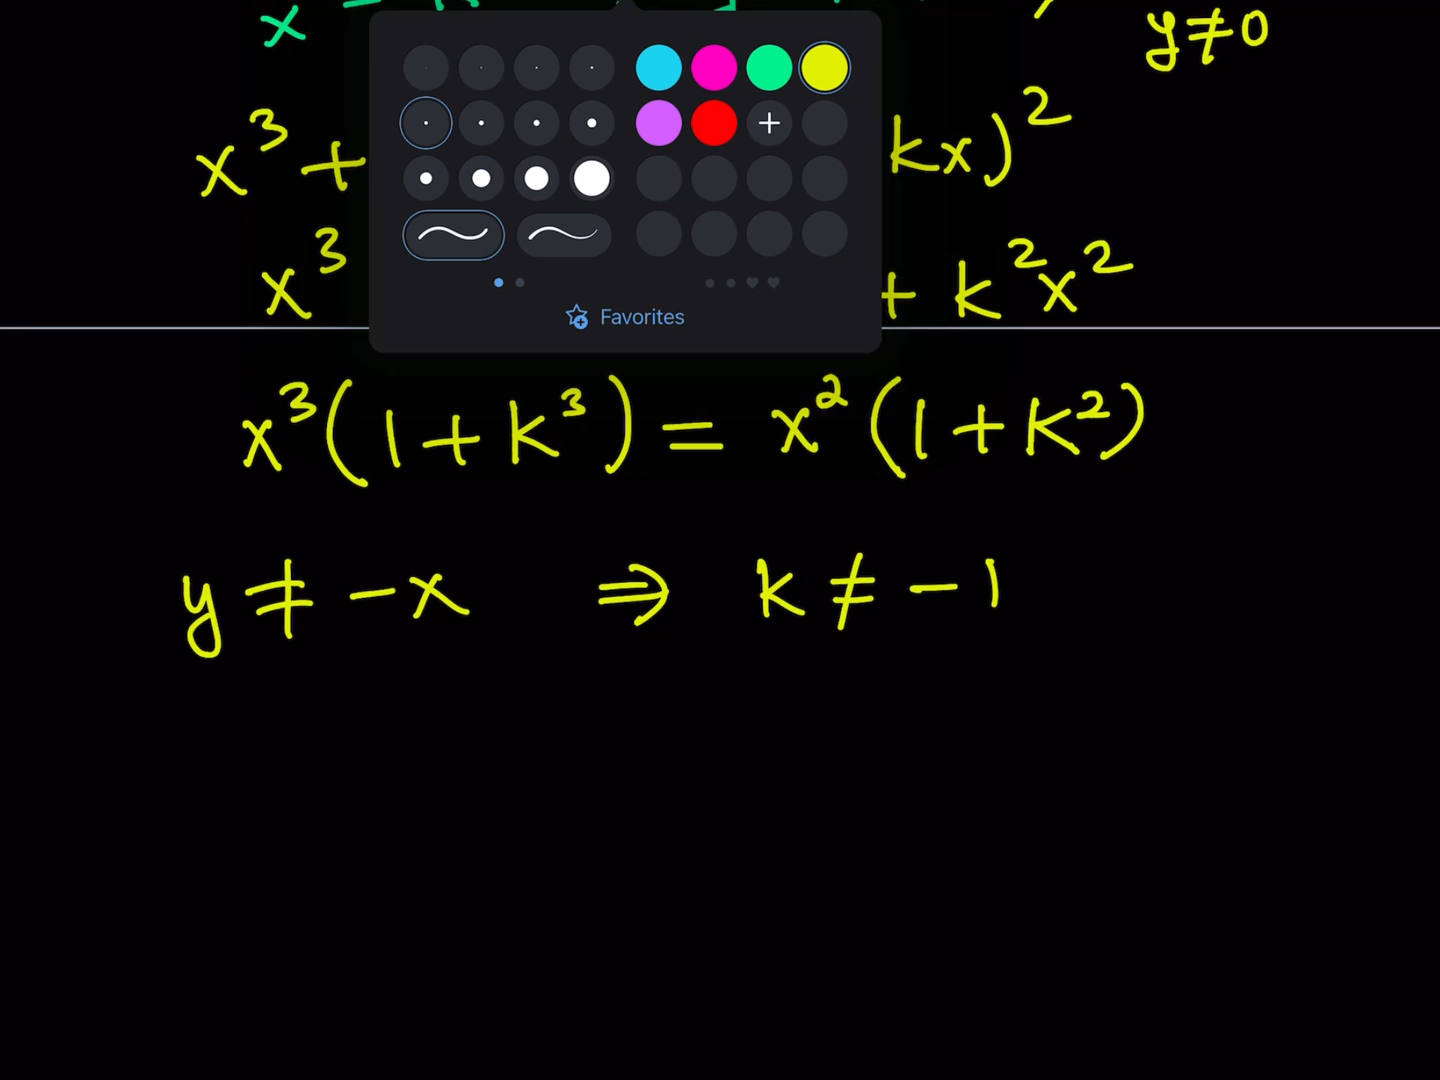 x
y≠0
x³ + kx)²
x³ + k²x²
Favorites
x³(1+k³) = x²(1+k²)
y ≠ -x ⇒ k ≠ -1